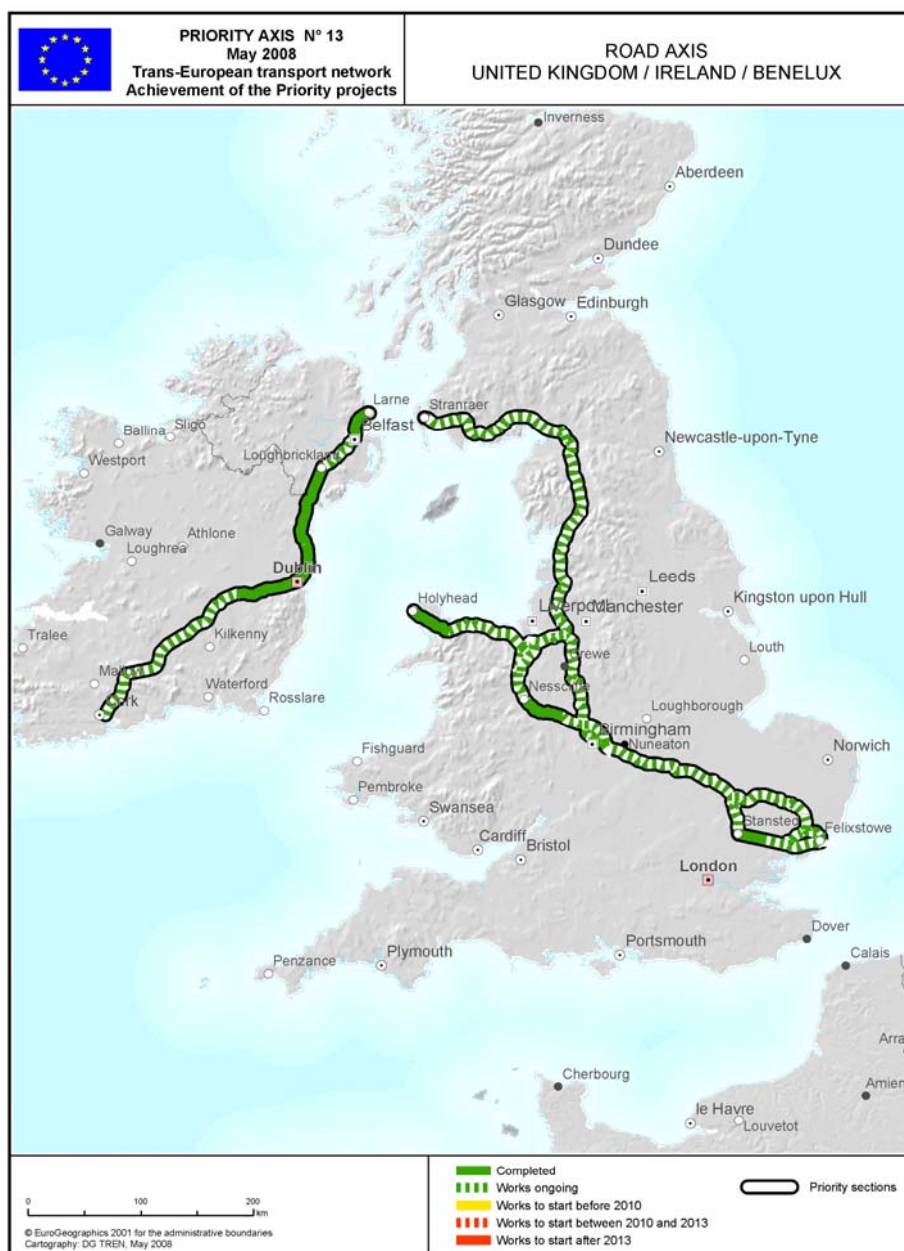 PRIORITY AXIS N° 13
May 2008
Trans-European transport network
Achievement of the Priority projects
ROAD AXIS
UNITED KINGDOM / IRELAND / BENELUX
Inverness
Aberdeen
Dundee
Glasgow
Edinburgh
Larne
Stranraer
Belfast
Ballina
Sligo
Newcastle-upon-Tyne
Loughbrickland
Westport
Galway
Athlone
Loughrea
Dublin
Leeds
Holyhead
Liverpool
Manchester
Kingston upon Hull
Tralee
Kilkenny
Louth
Crewe
Mallow
Nesscliffe
Waterford
Rosslare
Cork
Loughborough
Birmingham
Nuneaton
Norwich
Fishguard
Pembroke
Swansea
Stansted
Felixstowe
Cardiff
Bristol
London
Dover
Portsmouth
Calais
Plymouth
Penzance
Arra
Cherbourg
Amien
le Havre
Louvetot
0 100 200
km
© EuroGeographics 2001 for the administrative boundaries
Cartography: DG TREN, May 2008
Completed
Works ongoing
Works to start before 2010
Works to start between 2010 and 2013
Works to start after 2013
Priority sections